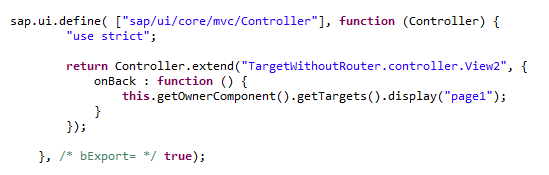 sap.ui.define( ["sap/ui/core/mvc/Controller"], function (Controller) {
"use strict";
return Controller.extend("TargetWithoutRouter.controller.View2", {
onBack : function () {
this.getOwnerComponent().getTargets().display("page1");
}
});
}, /* bExport= */ true);